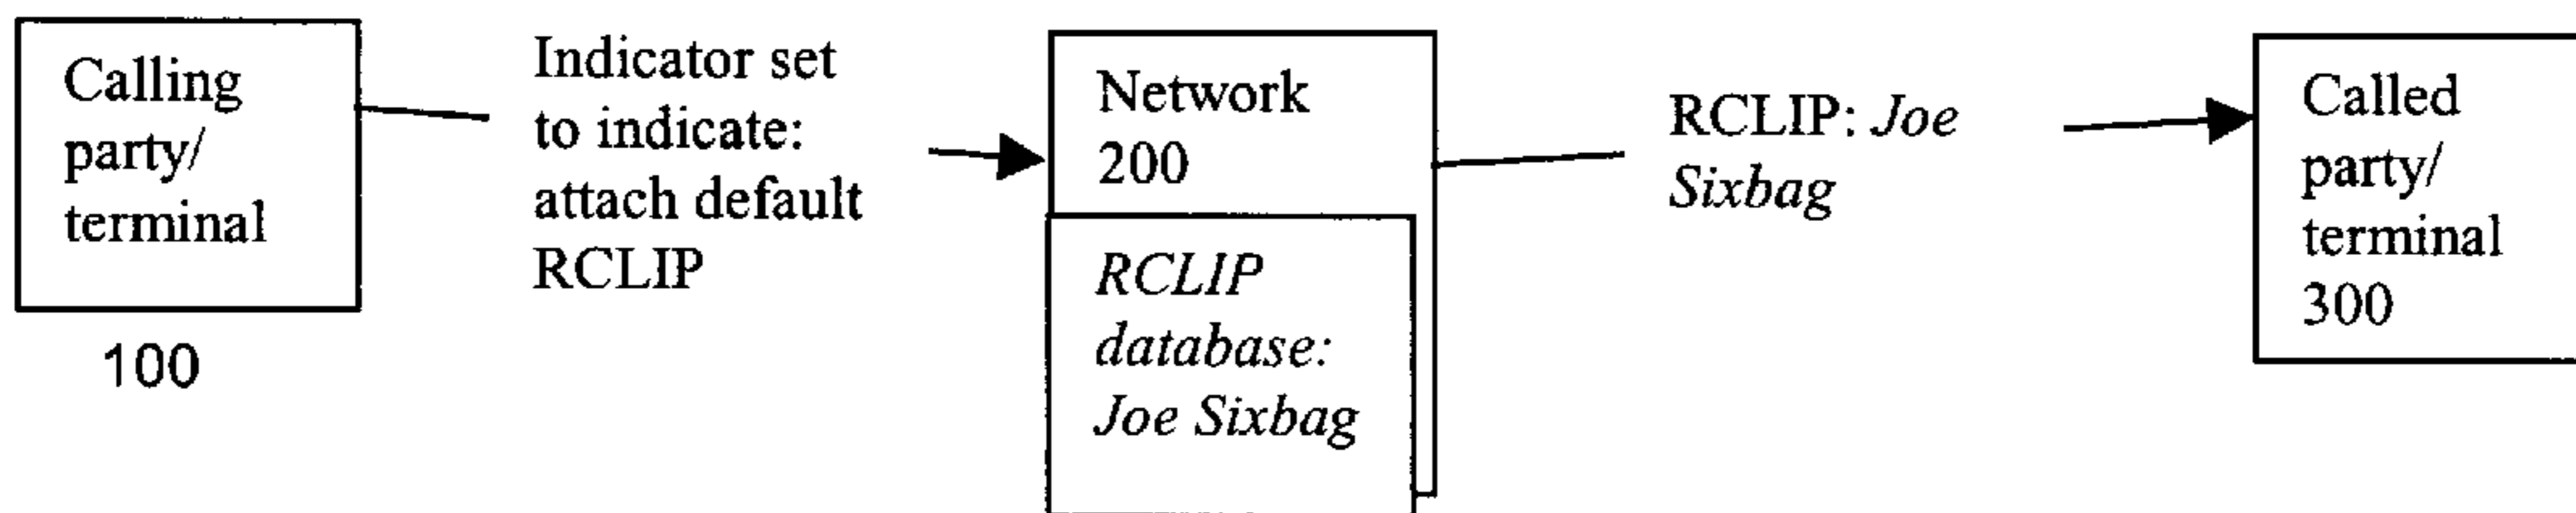 Calling
party/
terminal
100
Indicator set
to indicate:
attach default
RCLIP
Network
200
RCLIP
database:
Joe Sixbag
RCLIP: Joe
Sixbag
Called
party/
terminal
300